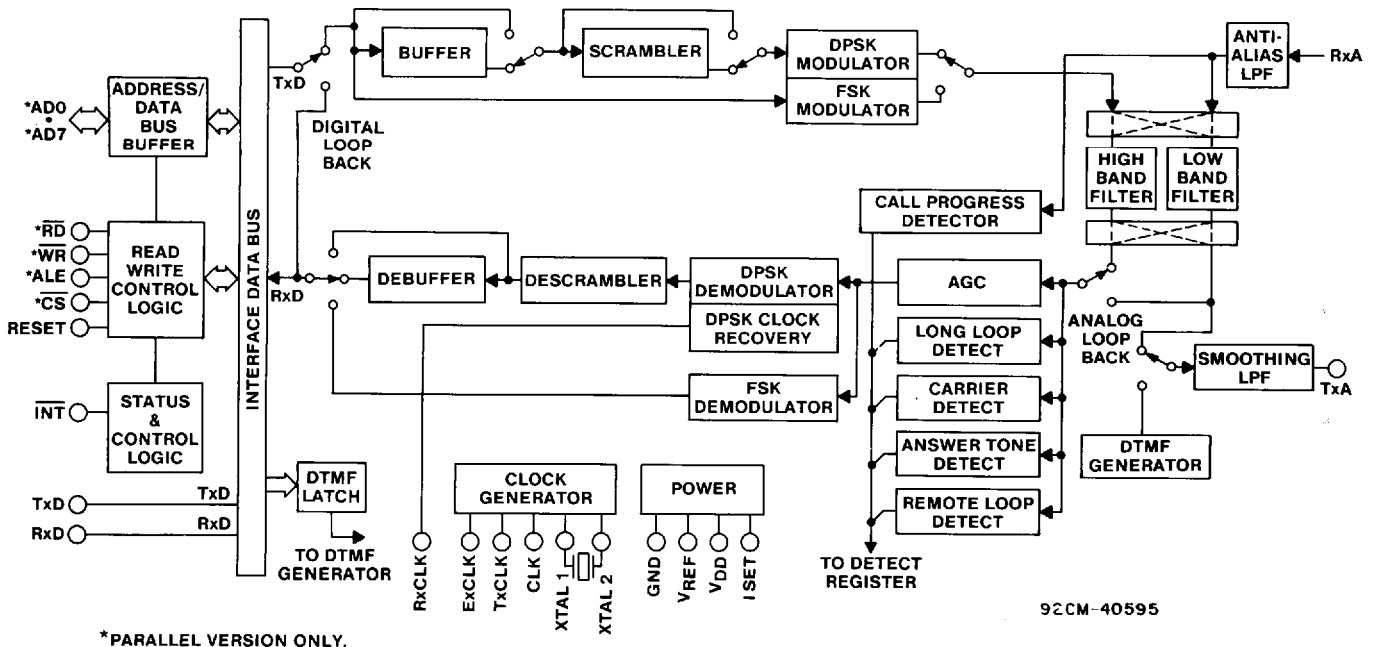 BUFFER
SCRAMBLER
DPSK
MODULATOR
FSK
MODULATOR
ANTI-
ALIAS
LPF
RxA
TxD
DIGITAL
LOOP
BACK
*AD0
•
*AD7
ADDRESS/
DATA
BUS
BUFFER
INTERFACE DATA BUS
HIGH
BAND
FILTER
LOW
BAND
FILTER
CALL PROGRESS
DETECTOR
*RD
*WR
*ALE
*CS
RESET
READ
WRITE
CONTROL
LOGIC
RxD
DEBUFFER
DESCRAMBLER
DPSK
DEMODULATOR
DPSK CLOCK
RECOVERY
AGC
ANALOG
LOOP
BACK
LONG LOOP
DETECT
SMOOTHING
LPF
TxA
INT
STATUS
&
CONTROL
LOGIC
FSK
DEMODULATOR
CARRIER
DETECT
ANSWER TONE
DETECT
DTMF
GENERATOR
REMOTE LOOP
DETECT
TO DETECT
REGISTER
TxD
TxD
RxD
RxD
DTMF
LATCH
TO DTMF
GENERATOR
CLOCK
GENERATOR
POWER
RxCLK
ExCLK
TxCLK
CLK
XTAL 1
XTAL 2
GND
VREF
VDD
ISET
92CM-40595
*PARALLEL VERSION ONLY.